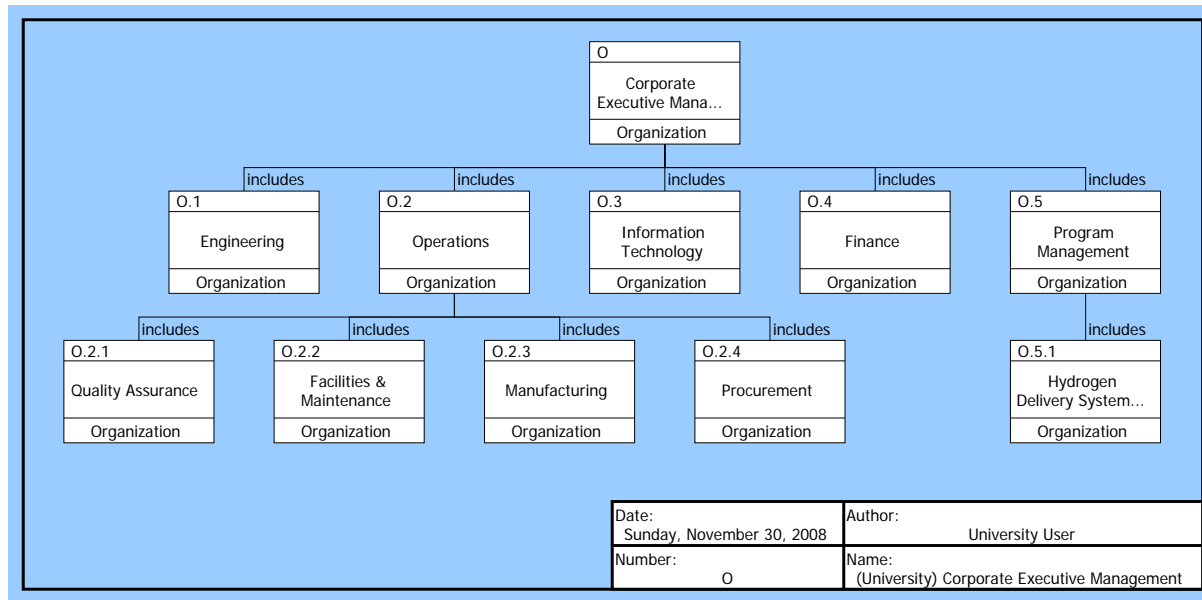 O
Corporate
Executive Mana...
Organization
includes
includes
includes
includes
includes
O.1
Engineering
Organization
O.2
Operations
Organization
O.3
Information
Technology
Organization
O.4
Finance
Organization
O.5
Program
Management
Organization
includes
includes
includes
includes
includes
O.2.1
Quality Assurance
Organization
O.2.2
Facilities &
Maintenance
Organization
O.2.3
Manufacturing
Organization
O.2.4
Procurement
Organization
O.5.1
Hydrogen
Delivery System...
Organization
Date:
Sunday, November 30, 2008
Author:
University User
Number:
O
Name:
(University) Corporate Executive Management